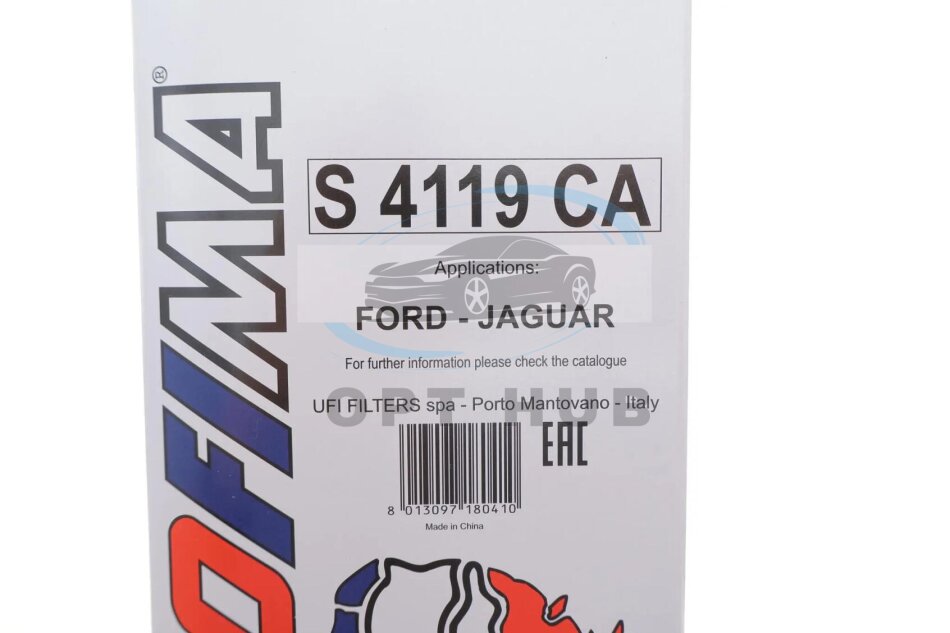 OFIMA®
S 4119 CA
Applications:
FORD - JAGUAR
For further information please check the catalogue
OPT HUB
UFI FILTERS spa - Porto Mantovano - Italy
EAC
8 013097 180410
Made in China